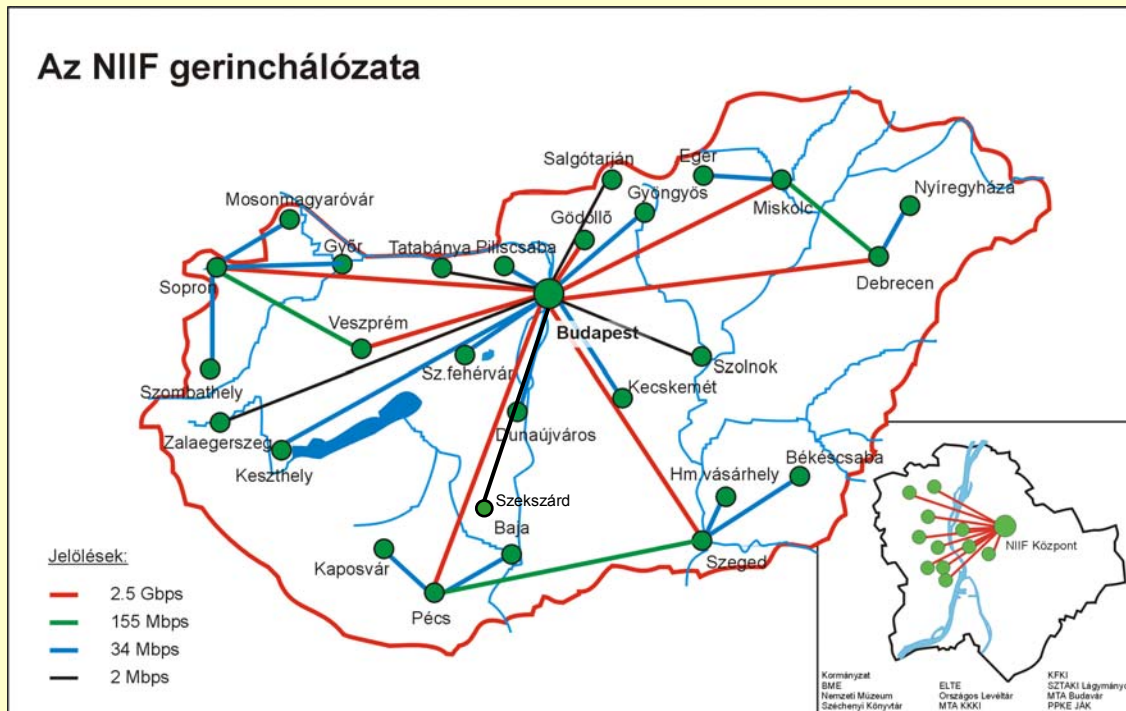 Az NIIF gerinchálózata
Salgótarján
Eger
Gyöngyös
Nyíregyháza
Mosonmagyaróvár
Gödöllő
Miskolc
Győr
Tatabánya
Piliscsaba
Debrecen
Sopron
Veszprém
Budapest
Szolnok
Sz.fehérvár
Kecskemét
Szombathely
Dunaújváros
Zalaegerszeg
Keszthely
Hm.vásárhely
Békéscsaba
Szekszárd
Baja
Kaposvár
Szeged
Pécs
NIIF Központ
Jelölések:
2.5 Gbps
155 Mbps
34 Mbps
2 Mbps
Kormányzat
BME
Nemzeti Múzeum
Széchényi Könyvtár
ELTE
Országos Levéltár
MTA KKKI
KFKI
SZTAKI Lágymányos
MTA Budavár
PPKE JÁK